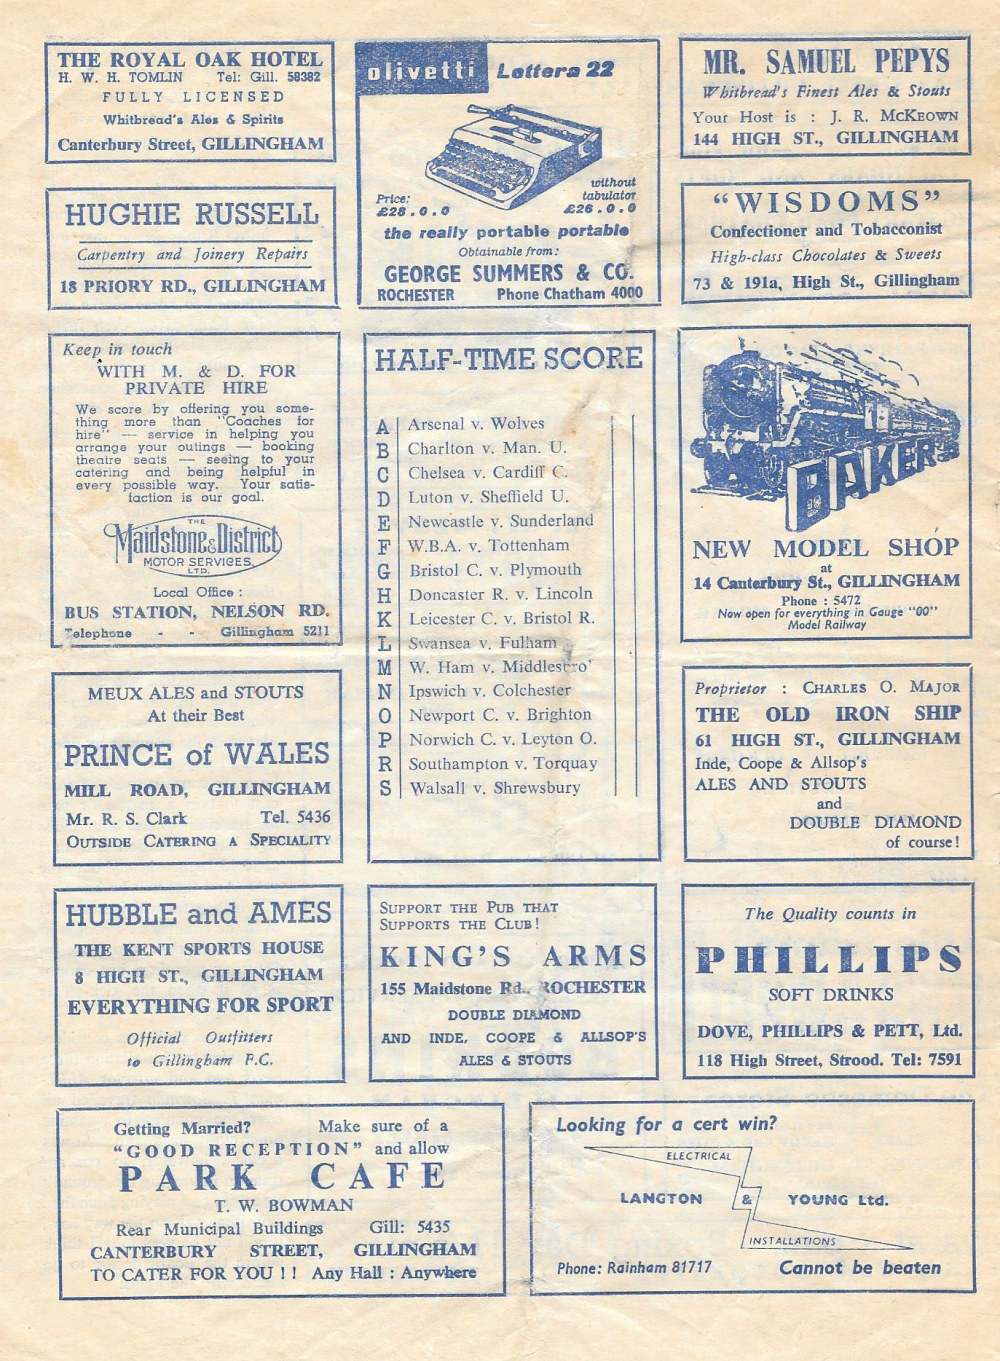 THE ROYAL OAK HOTEL
H. W. H. TOMLIN Tel: Gill. 58382
FULLY LICENSED
Whitbread's Ales & Spirits
Canterbury Street, GILLINGHAM
HUGHIE RUSSELL
Carpentry and Joinery Repairs
18 PRIORY RD., GILLINGHAM
olivetti Lettera 22
Price:
£28.0.0
without
tabulator
£26.0.0
the really portable portable
Obtainable from:
GEORGE SUMMERS & CO.
ROCHESTER Phone Chatham 4000
MR. SAMUEL PEPYS
Whitbread's Finest Ales & Stouts
Your Host is : J. R. McKEOWN
144 HIGH ST., GILLINGHAM
"WISDOMS"
Confectioner and Tobacconist
High-class Chocolates & Sweets
73 & 191a, High St., Gillingham
Keep in touch
WITH M. & D. FOR
PRIVATE HIRE
We score by offering you some-
thing more than "Coaches for
hire" --- service in helping you
arrange your outings — booking
theatre seats — seeing to your
catering and being helpful in
every possible way. Your satis-
faction is our goal.
THE
Maidstone & District
MOTOR SERVICES,
LTD.
Local Office :
BUS STATION, NELSON RD.
Telephone - - Gillingham 5211
HALF-TIME SCORE
A Arsenal v. Wolves
B Charlton v. Man. U.
C Chelsea v. Cardiff C.
D Luton v. Sheffield U.
E Newcastle v. Sunderland
F W.B.A. v. Tottenham
G Bristol C. v. Plymouth
H Doncaster R. v. Lincoln
K Leicester C. v. Bristol R.
L Swansea v. Fulham
M W. Ham v. Middlesbro'
N Ipswich v. Colchester
O Newport C. v. Brighton
P Norwich C. v. Leyton O.
R Southampton v. Torquay
S Walsall v. Shrewsbury
BAKER
NEW MODEL SHOP
at
14 Canterbury St., GILLINGHAM
Phone : 5472
Now open for everything in Gauge "00"
Model Railway
MEUX ALES and STOUTS
At their Best
PRINCE of WALES
MILL ROAD, GILLINGHAM
Mr. R. S. Clark Tel. 5436
OUTSIDE CATERING A SPECIALITY
Proprietor : CHARLES O. MAJOR
THE OLD IRON SHIP
61 HIGH ST., GILLINGHAM
Inde, Coope & Allsop's
ALES AND STOUTS
and
DOUBLE DIAMOND
of course!
HUBBLE and AMES
THE KENT SPORTS HOUSE
8 HIGH ST., GILLINGHAM
EVERYTHING FOR SPORT
Official Outfitters
to Gillingham F.C.
SUPPORT THE PUB THAT
SUPPORTS THE CLUB!
KING'S ARMS
155 Maidstone Rd., ROCHESTER
DOUBLE DIAMOND
AND INDE, COOPE & ALLSOP'S
ALES & STOUTS
The Quality counts in
PHILLIPS
SOFT DRINKS
DOVE, PHILLIPS & PETT, Ltd.
118 High Street, Strood. Tel: 7591
Getting Married? Make sure of a
"GOOD RECEPTION" and allow
PARK CAFE
T. W. BOWMAN
Rear Municipal Buildings Gill: 5435
CANTERBURY STREET, GILLINGHAM
TO CATER FOR YOU !! Any Hall : Anywhere
Looking for a cert win?
ELECTRICAL
LANGTON & YOUNG Ltd.
INSTALLATIONS
Phone: Rainham 81717 Cannot be beaten